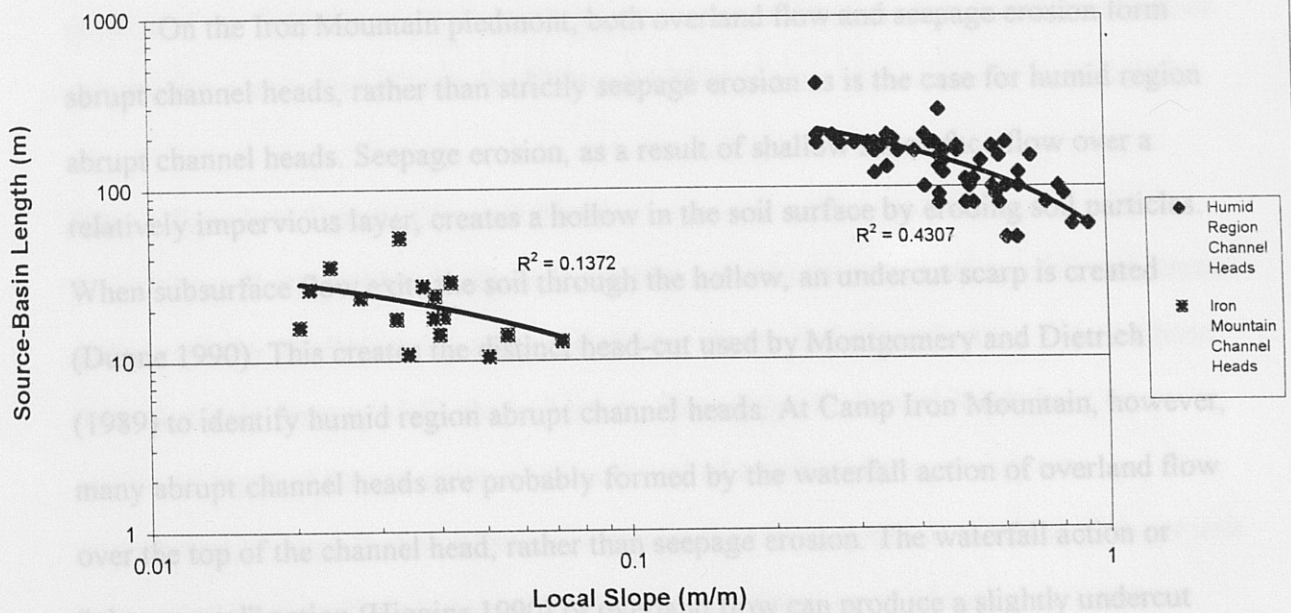 1000
On the Iron Mountain piedmont, both overland flow and seepage erosion form
abrupt channel heads, rather than strictly seepage erosion as is the case for humid region
abrupt channel heads. Seepage erosion, as a result of shallow flow over a
100
relatively impervious layer, creates a hollow in the soil surface by eroding soil particles.
R² = 0.4307
R² = 0.1372
When subsurface flow exits the soil through the hollow, an undercut scarp is created
(Dunne 1990). This creates the distinct head-cut used by Montgomery and Dietrich
10
(1989) to identify humid region abrupt channel heads. At Camp Iron Mountain, however,
many abrupt channel heads are probably formed by the waterfall action of overland flow
1
over the top of the channel head, rather than seepage erosion. The waterfall action or
0.01
0.1
1
action (Higgins 1990) flow can produce a slightly undercut
Source-Basin Length (m)
Local Slope (m/m)
Humid
Region
Channel
Heads
Iron
Mountain
Channel
Heads